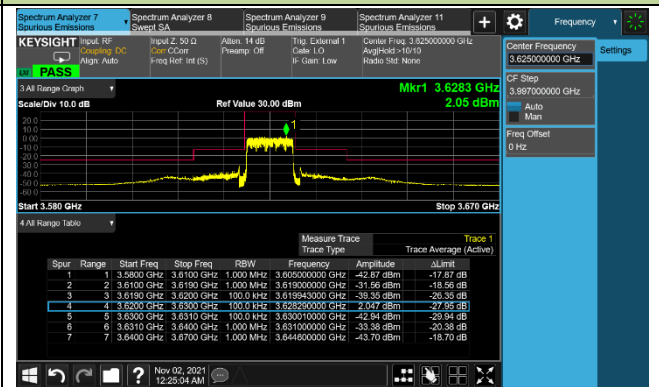 Spectrum Analyzer 7
Spurious Emissions
Spectrum Analyzer 8
Swept SA
Spectrum Analyzer 9
Spurious Emissions
Spectrum Analyzer 11
Spurious Emissions
+
Frequency
KEYSIGHT
Input: RF
Coupling: DC
Align: Auto
Input Z: 50 Ω
Corr CCorr
Freq Ref: Int (S)
Atten: 14 dB
Preamp: Off
Trig: External 1
Gate: LO
IF Gain: Low
Center Freq: 3.625000000 GHz
Avg|Hold:>10/10
Radio Std: None
PASS
Center Frequency
3.625000000 GHz
Settings
CF Step
3.997000000 GHz
Auto
Man
Freq Offset
0 Hz
3 All Range Graph
Scale/Div 10.0 dB
Ref Value 30.00 dBm
Mkr1 3.6283 GHz
2.05 dBm
20.0
10.0
0.00
-10.0
-20.0
-30.0
-40.0
-50.0
-60.0
1
Start 3.580 GHz
Stop 3.670 GHz
4 All Range Table
Measure Trace
Trace 1
Trace Type
Trace Average (Active)
Spur Range Start Freq Stop Freq RBW Frequency Amplitude ΔLimit
1 1 3.5800 GHz 3.6100 GHz 1.000 MHz 3.605000000 GHz -42.87 dBm -17.87 dB
2 2 3.6100 GHz 3.6190 GHz 1.000 MHz 3.619000000 GHz -31.56 dBm -18.56 dB
3 3 3.6190 GHz 3.6200 GHz 100.0 kHz 3.619943000 GHz -39.35 dBm -26.35 dB
4 4 3.6200 GHz 3.6300 GHz 100.0 kHz 3.628290000 GHz 2.047 dBm -27.95 dB
5 5 3.6300 GHz 3.6310 GHz 100.0 kHz 3.630010000 GHz -42.94 dBm -29.94 dB
6 6 3.6310 GHz 3.6400 GHz 1.000 MHz 3.631000000 GHz -33.38 dBm -20.38 dB
7 7 3.6400 GHz 3.6700 GHz 1.000 MHz 3.644600000 GHz -43.70 dBm -18.70 dB
?
Nov 02, 2021
12:25:04 AM